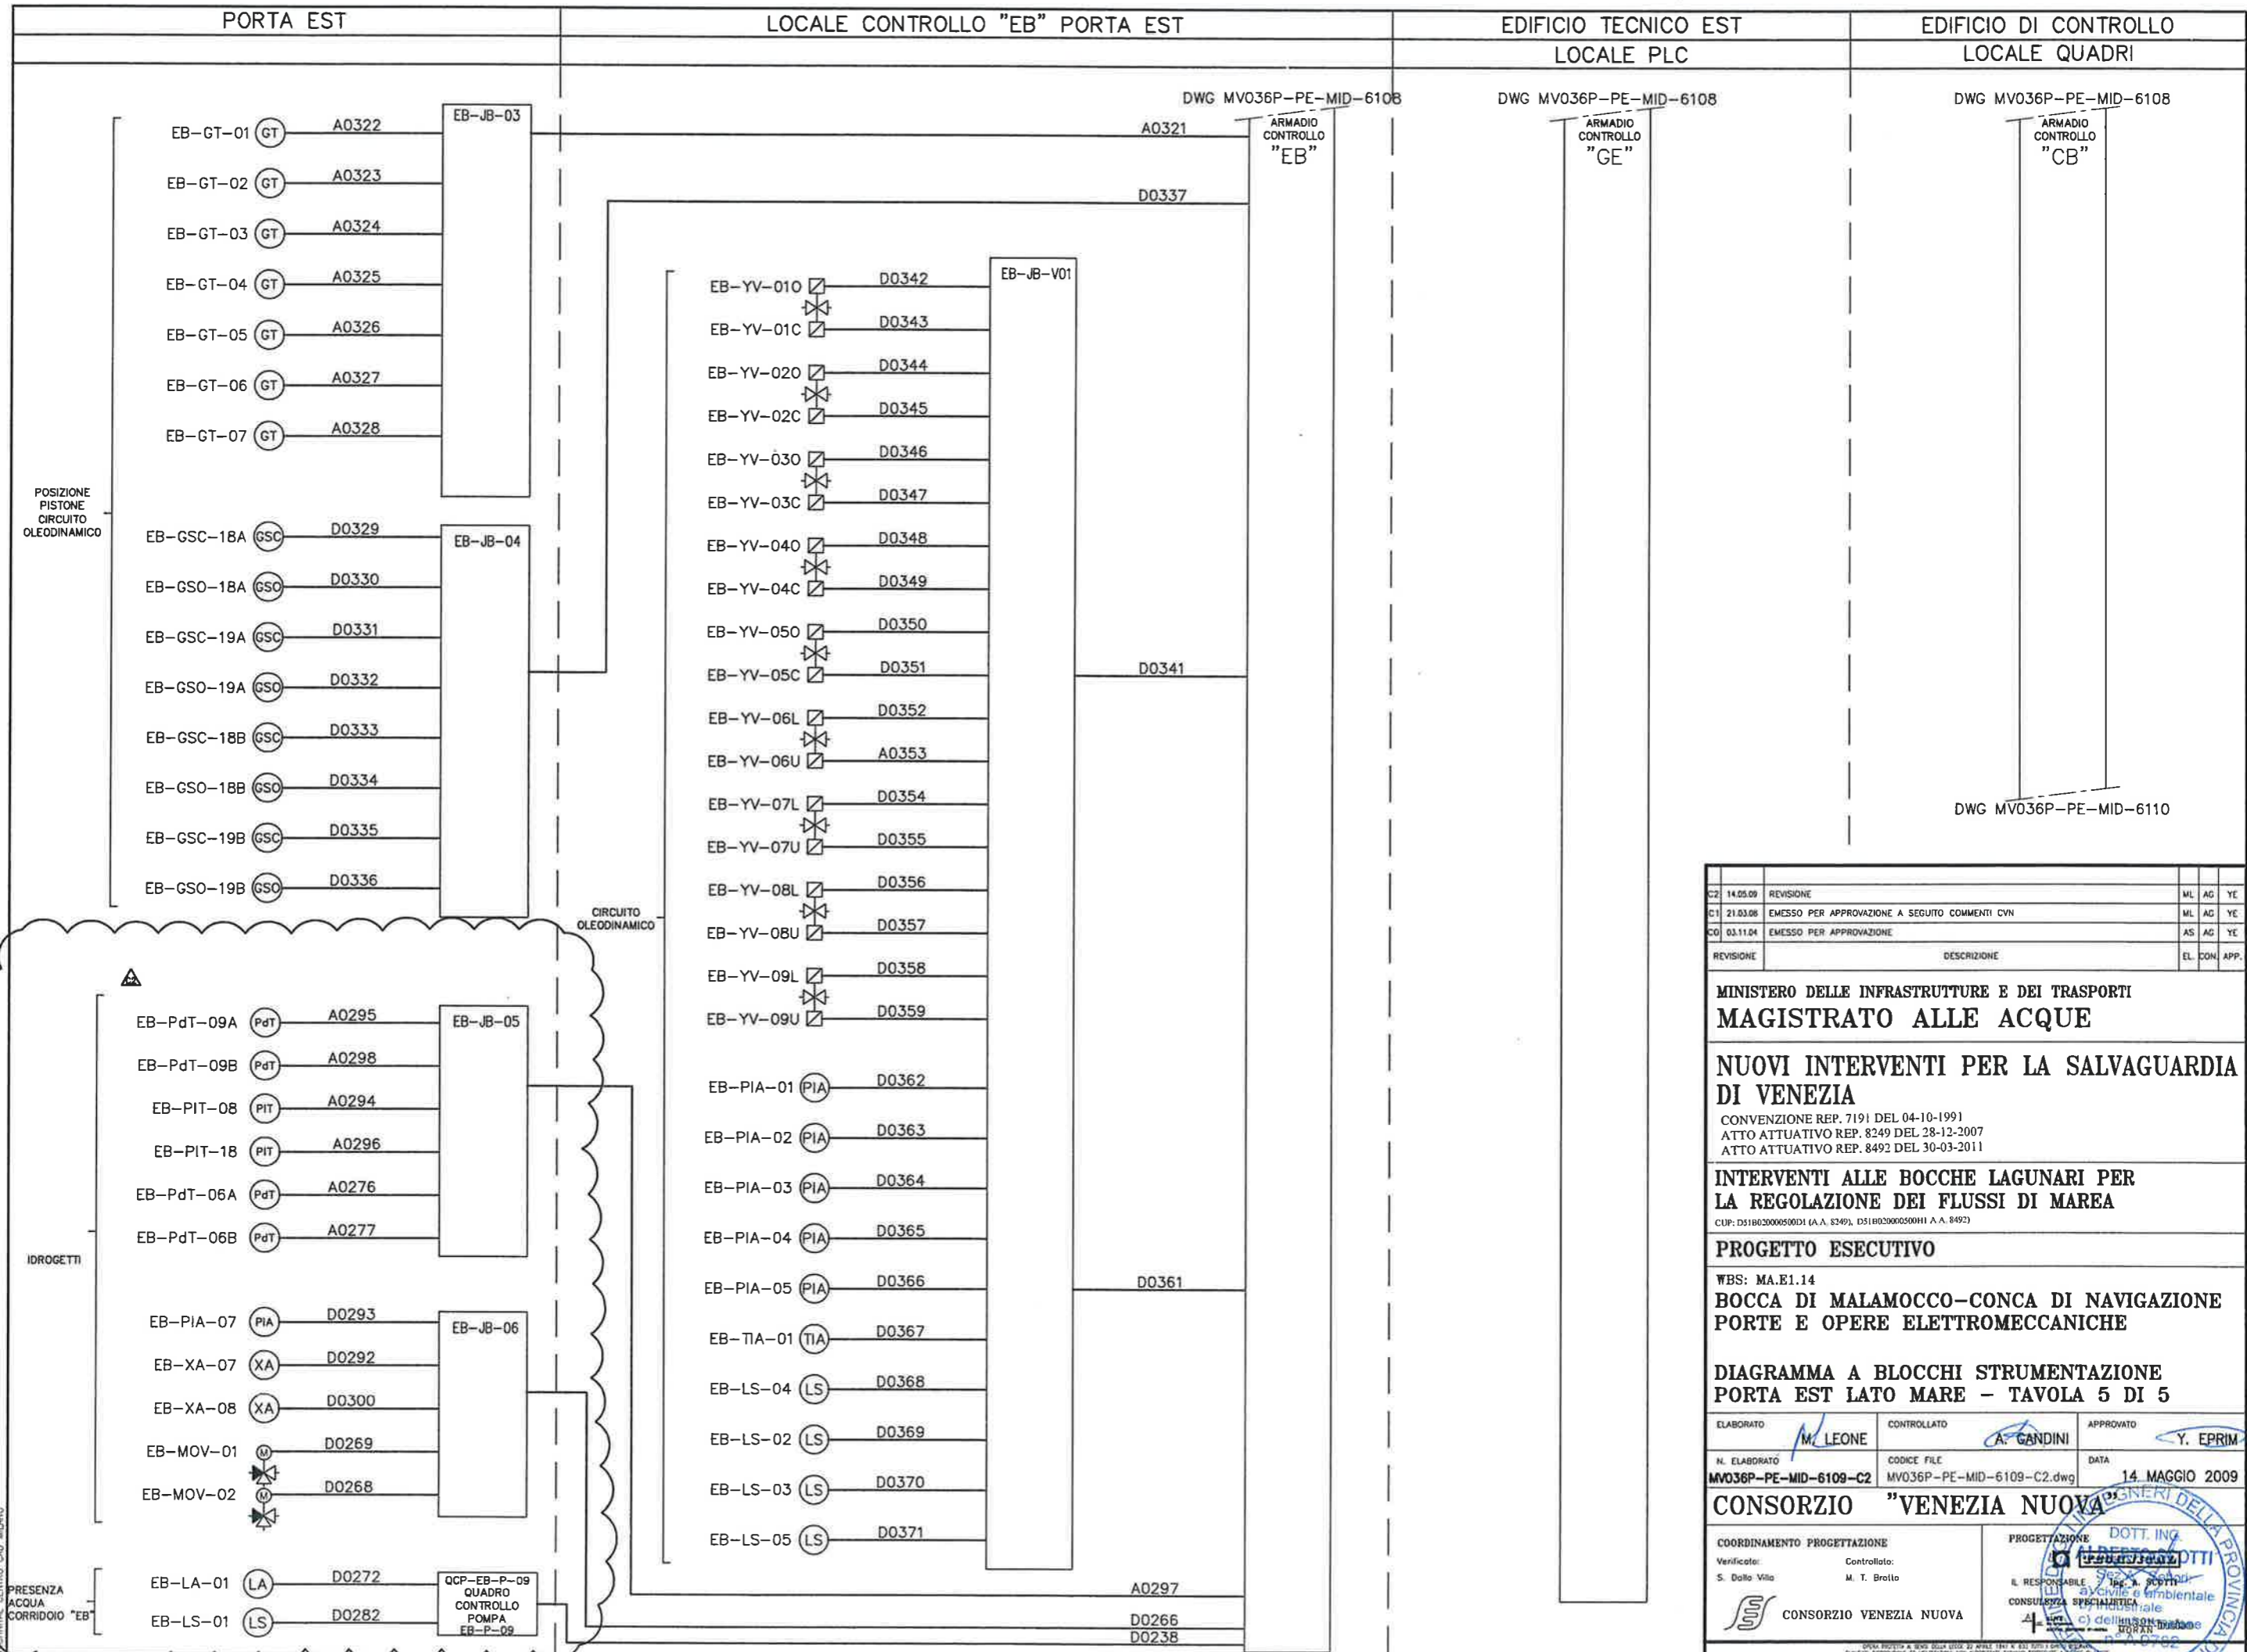 PORTA EST
LOCALE CONTROLLO "EB" PORTA EST
EDIFICIO TECNICO EST
EDIFICIO DI CONTROLLO
LOCALE PLC
LOCALE QUADRI
DWG MV036P-PE-MID-6108
DWG MV036P-PE-MID-6108
DWG MV036P-PE-MID-6108
ARMADIO
CONTROLLO
"EB"
ARMADIO
CONTROLLO
"GE"
ARMADIO
CONTROLLO
"CB"
DWG MV036P-PE-MID-6110
POSIZIONE
PISTONE
CIRCUITO
OLEODINAMICO
EB-GT-01 GT A0322
EB-GT-02 GT A0323
EB-GT-03 GT A0324
EB-GT-04 GT A0325
EB-GT-05 GT A0326
EB-GT-06 GT A0327
EB-GT-07 GT A0328
EB-JB-03
A0321
EB-GSC-18A GSC D0329
EB-GSO-18A GSO D0330
EB-GSC-19A GSC D0331
EB-GSO-19A GSO D0332
EB-GSC-18B GSC D0333
EB-GSO-18B GSO D0334
EB-GSC-19B GSC D0335
EB-GSO-19B GSO D0336
EB-JB-04
D0337
C2
IDROGETTI
EB-PdT-09A PdT A0295
EB-PdT-09B PdT A0298
EB-PIT-08 PIT A0294
EB-PIT-18 PIT A0296
EB-PdT-06A PdT A0276
EB-PdT-06B PdT A0277
EB-JB-05
EB-PIA-07 PIA D0293
EB-XA-07 XA D0292
EB-XA-08 XA D0300
EB-MOV-01 M D0269
EB-MOV-02 M D0268
EB-JB-06
PRESENZA
ACQUA
CORRIDOIO "EB"
EB-LA-01 LA D0272
EB-LS-01 LS D0282
QCP-EB-P-09
QUADRO
CONTROLLO
POMPA
EB-P-09
CIRCUITO
OLEODINAMICO
EB-YV-01O D0342
EB-YV-01C D0343
EB-YV-02O D0344
EB-YV-02C D0345
EB-YV-03O D0346
EB-YV-03C D0347
EB-YV-04O D0348
EB-YV-04C D0349
EB-YV-05O D0350
EB-YV-05C D0351
EB-YV-06L D0352
EB-YV-06U A0353
EB-YV-07L D0354
EB-YV-07U D0355
EB-YV-08L D0356
EB-YV-08U D0357
EB-YV-09L D0358
EB-YV-09U D0359
EB-PIA-01 PIA D0362
EB-PIA-02 PIA D0363
EB-PIA-03 PIA D0364
EB-PIA-04 PIA D0365
EB-PIA-05 PIA D0366
EB-TIA-01 TIA D0367
EB-LS-04 LS D0368
EB-LS-02 LS D0369
EB-LS-03 LS D0370
EB-LS-05 LS D0371
EB-JB-V01
D0341
D0361
A0297
D0266
D0238
C2 14.05.09 REVISIONE ML AG YE
C1 21.03.08 EMESSO PER APPROVAZIONE A SEGUITO COMMENTI CVN ML AG YE
C0 03.11.04 EMESSO PER APPROVAZIONE AS AG YE
REVISIONE DESCRIZIONE EL. CON. APP.
MINISTERO DELLE INFRASTRUTTURE E DEI TRASPORTI
MAGISTRATO ALLE ACQUE
NUOVI INTERVENTI PER LA SALVAGUARDIA
DI VENEZIA
CONVENZIONE REP. 7191 DEL 04-10-1991
ATTO ATTUATIVO REP. 8249 DEL 28-12-2007
ATTO ATTUATIVO REP. 8492 DEL 30-03-2011
INTERVENTI ALLE BOCCHE LAGUNARI PER
LA REGOLAZIONE DEI FLUSSI DI MAREA
CUP: D51B020000500D1 (A.A. 8249), D51B020000500H1 A.A. 8492)
PROGETTO ESECUTIVO
WBS: MA.E1.14
BOCCA DI MALAMOCCO-CONCA DI NAVIGAZIONE
PORTE E OPERE ELETTROMECCANICHE
DIAGRAMMA A BLOCCHI STRUMENTAZIONE
PORTA EST LATO MARE - TAVOLA 5 DI 5
ELABORATO CONTROLLATO APPROVATO
M. LEONE A. GANDINI Y. EPRIM
N. ELABORATO CODICE FILE DATA
MV036P-PE-MID-6109-C2 MV036P-PE-MID-6109-C2.dwg 14 MAGGIO 2009
CONSORZIO "VENEZIA NUOVA"
COORDINAMENTO PROGETTAZIONE
Verificato: Controllato:
S. Dalla Villa M. T. Brotto
CONSORZIO VENEZIA NUOVA
PROGETTAZIONE
IL RESPONSABILE Ing. A. SCOTTI
CONSULENZA SPECIALISTICA
DOTT. ING.
ALBERTO SCOTTI